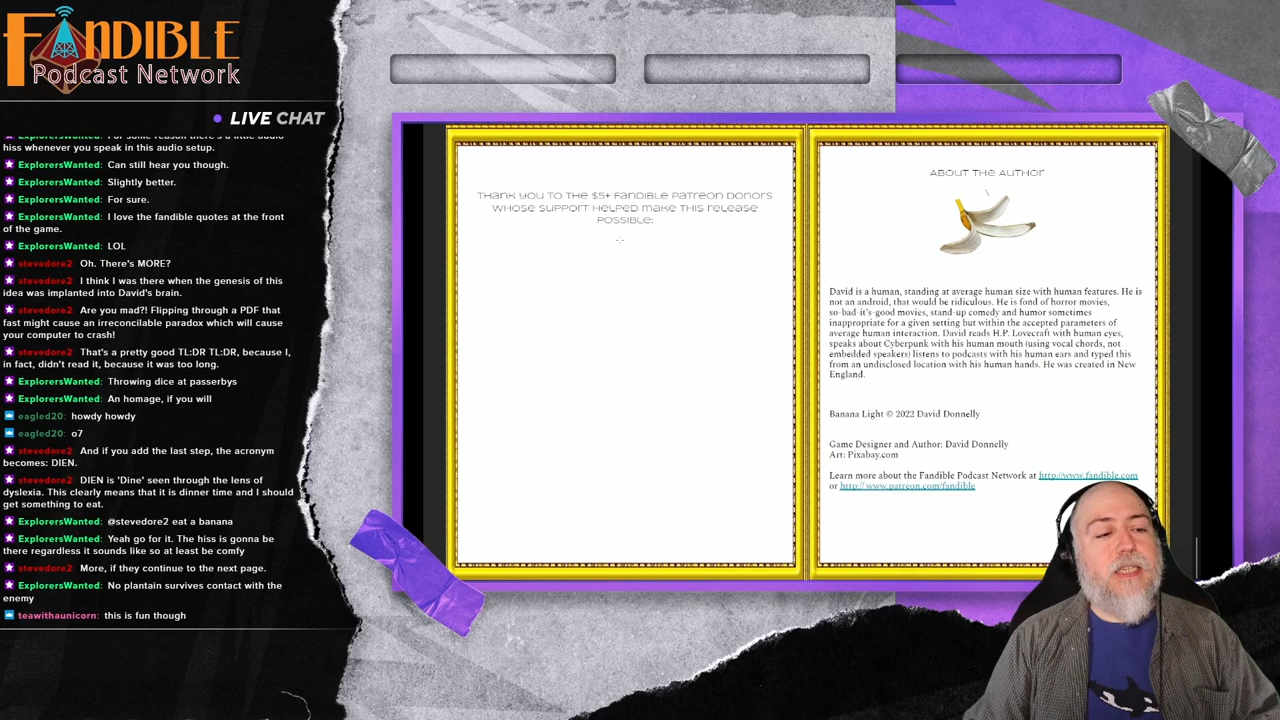 FANDIBLE
Podcast Network
LIVE CHAT
hiss whenever you speak in this audio setup.
ExplorersWanted: Can still hear you though.
ExplorersWanted: Slightly better.
ExplorersWanted: For sure.
ExplorersWanted: I love the fandible quotes at the front
of the game.
ExplorersWanted: LOL
stevedore2: Oh. There's MORE?
stevedore2: I think I was there when the genesis of this
idea was implanted into David's brain.
stevedore2: Are you mad?! Flipping through a PDF that
fast might cause an irreconcilable paradox which will cause
your computer to crash!
stevedore2: That's a pretty good TL:DR TL:DR, because I,
in fact, didn't read it, because it was too long.
ExplorersWanted: Throwing dice at passerbys
ExplorersWanted: An homage, if you will
eagled20: howdy howdy
eagled20: o7
stevedore2: And if you add the last step, the acronym
becomes: DIEN.
stevedore2: DIEN is 'Dine' seen through the lens of
dyslexia. This clearly means that it is dinner time and I should
get something to eat.
ExplorersWanted: @stevedore2 eat a banana
ExplorersWanted: Yeah go for it. The hiss is gonna be
there regardless it sounds like so at least be comfy
stevedore2: More, if they continue to the next page.
ExplorersWanted: No plantain survives contact with the
enemy
teawithaunicorn: this is fun though
Thank you to the $5+ Fandible Patreon Donors
whose support helped make this release
possible:
About the Author
David is a human, standing at average human size with human features. He is
not an android, that would be ridiculous. He is fond of horror movies,
so-bad-it's-good movies, stand-up comedy and humor sometimes
inappropriate for a given setting but within the accepted parameters of
average human interaction. David reads H.P. Lovecraft with human eyes,
speaks about Cyberpunk with his human mouth (using vocal chords, not
embedded speakers) listens to podcasts with his human ears and typed this
from an undisclosed location with his human hands. He was created in New
England.
Banana Light © 2022 David Donnelly
Game Designer and Author: David Donnelly
Art: Pixabay.com
Learn more about the Fandible Podcast Network at http://www.fandible.com
or http:// www.patreon.com/fandible